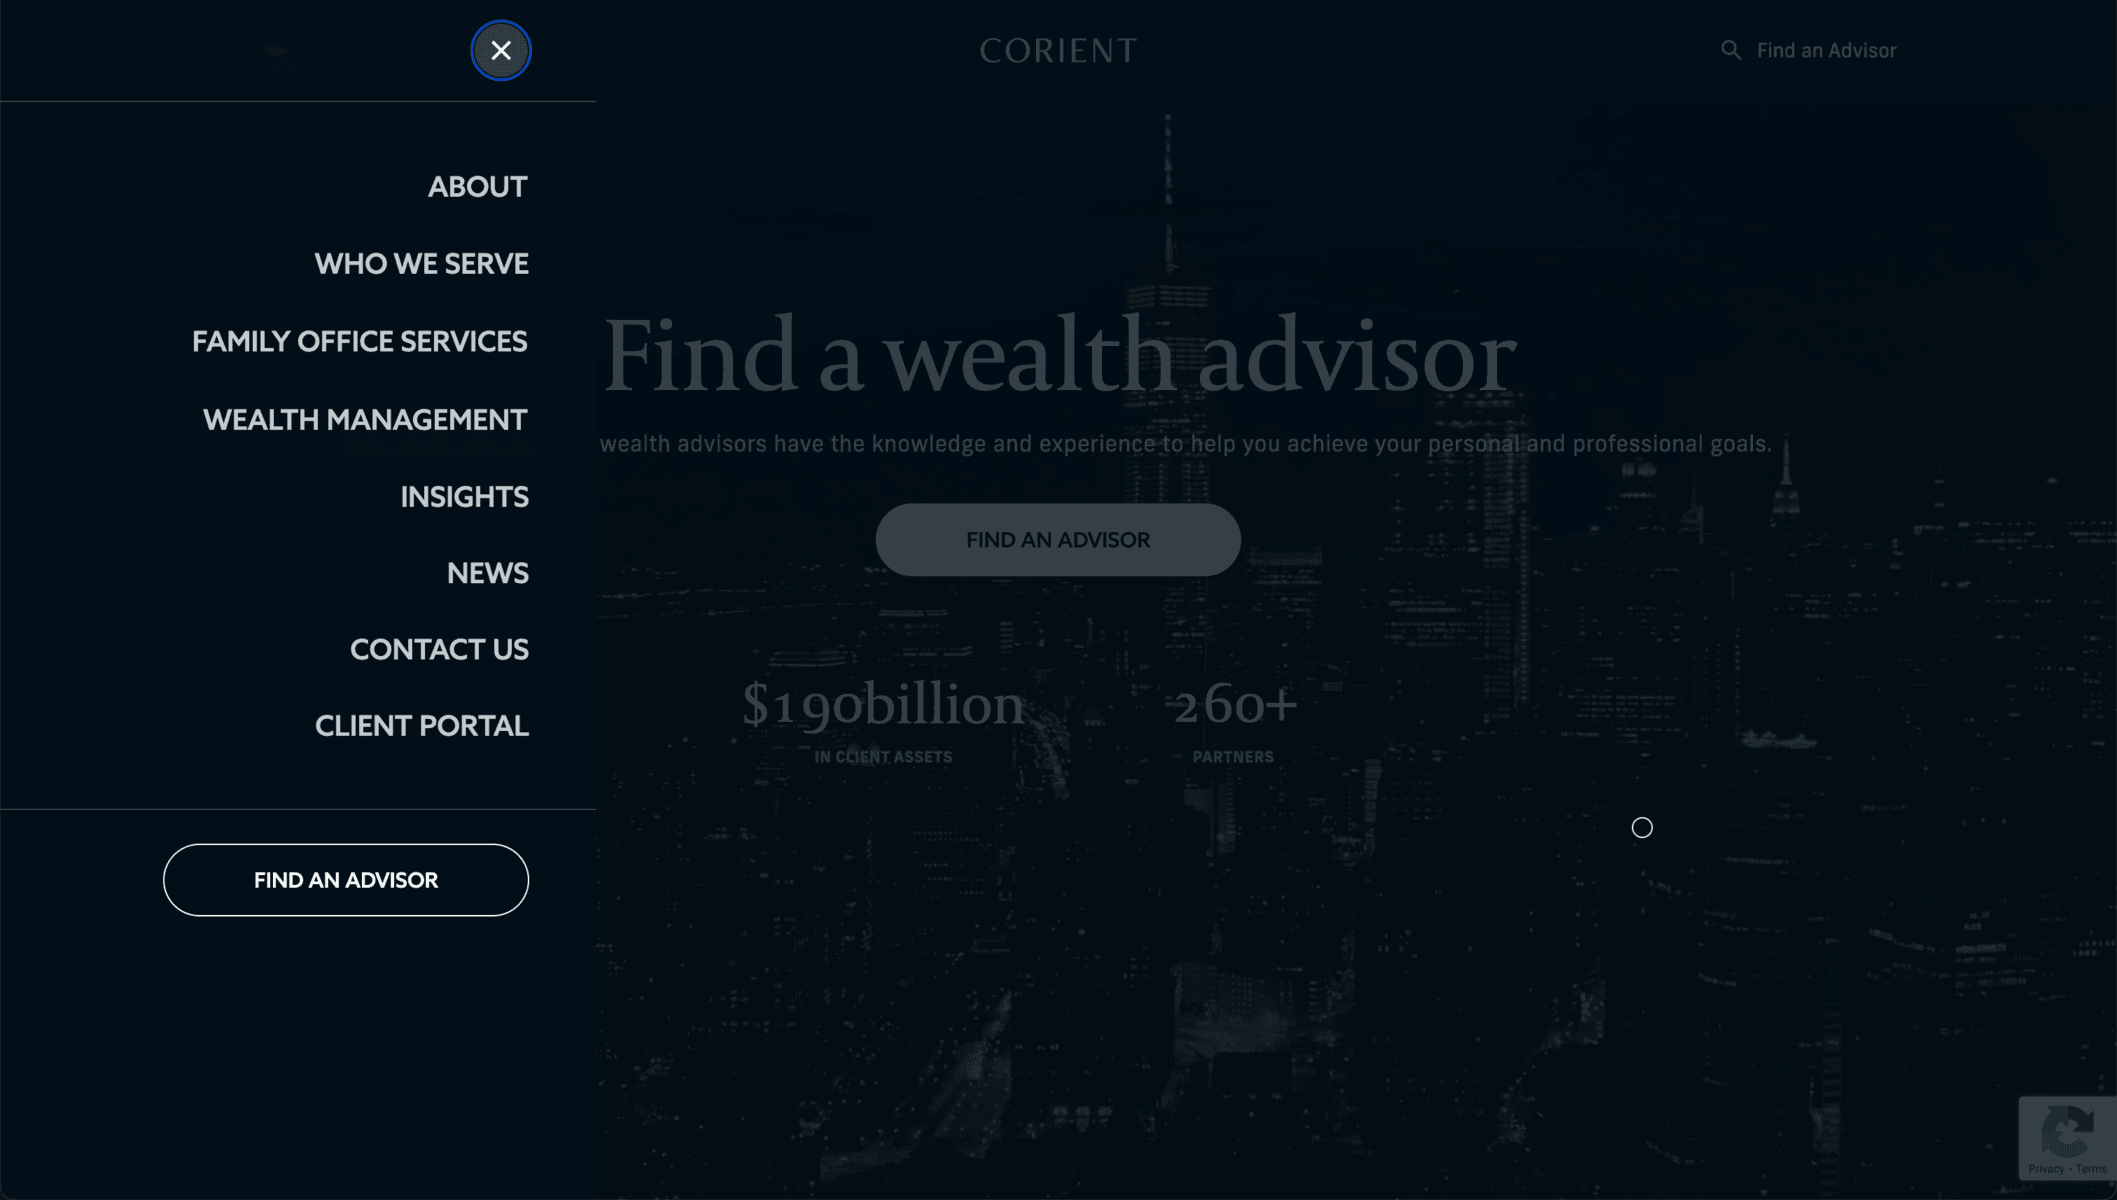 CORIENT
Find an Advisor
ABOUT
WHO WE SERVE
FAMILY OFFICE SERVICES
WEALTH MANAGEMENT
INSIGHTS
NEWS
CONTACT US
CLIENT PORTAL
FIND AN ADVISOR
Find a wealth advisor
wealth advisors have the knowledge and experience to help you achieve your personal and professional goals.
FIND AN ADVISOR
$190billion
IN CLIENT ASSETS
260+
PARTNERS
Privacy - Terms